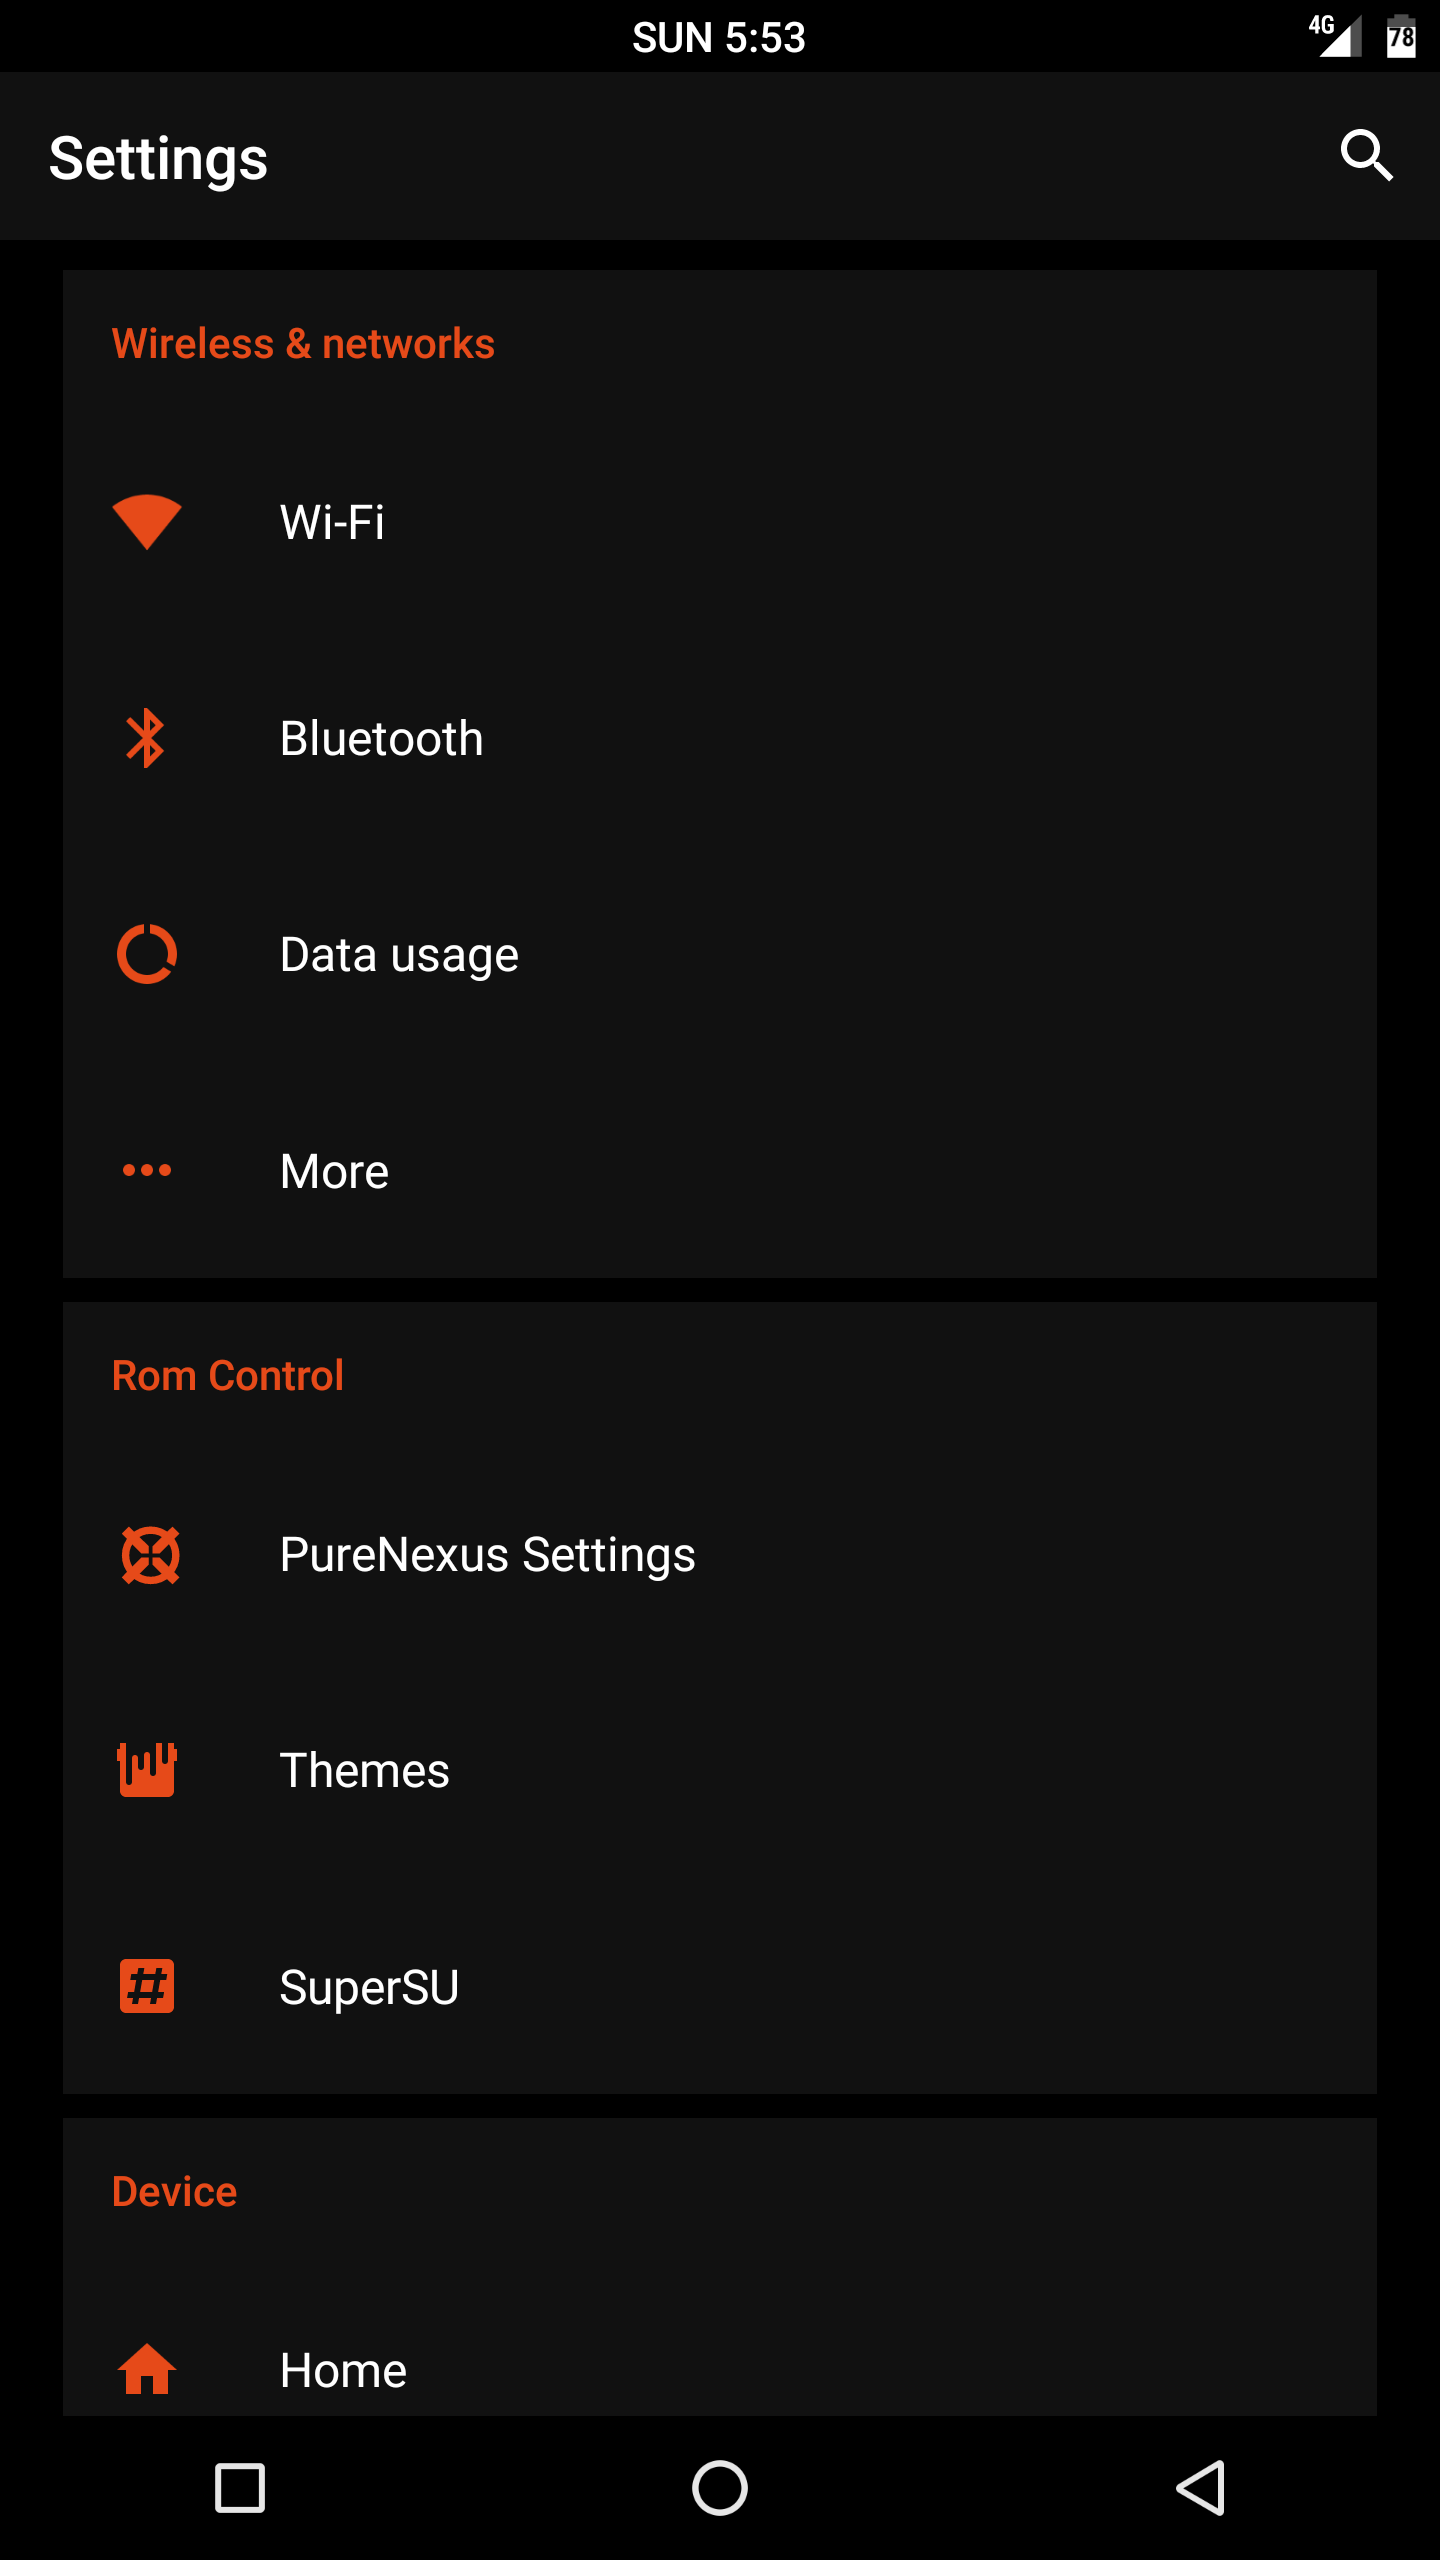 SUN 5:53
4G
78
Settings
Wireless & networks
Wi-Fi
Bluetooth
Data usage
More
Rom Control
PureNexus Settings
Themes
SuperSU
Device
Home